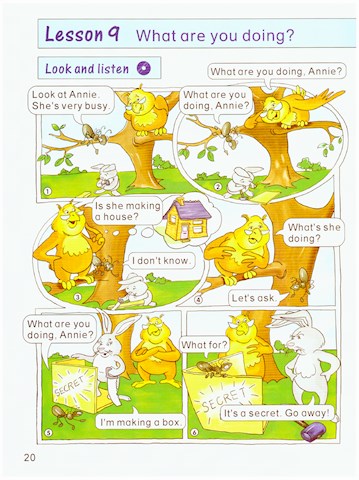 Lesson 9 What are you doing?
Look and listen
Look at Annie.
She's very busy.
What are you doing, Annie?
What are you
doing, Annie?
1
2
Is she making
a house?
I don't know.
3
What's she
doing?
Let's ask.
4
What are you
doing, Annie?
SECRET
I'm making a box.
5
What for?
SECRET
It's a secret. Go away!
6
20